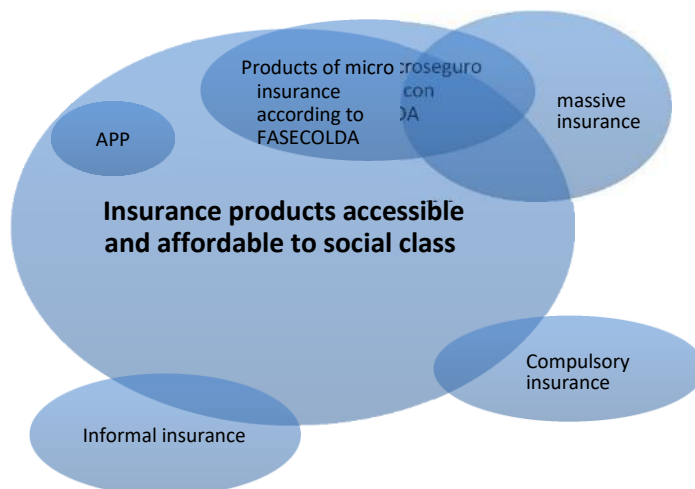 Products of micro croseguro
insurance con
according to DA
FASECOLDA
massive
insurance
APP
Insurance products accessible
and affordable to social class
Compulsory
insurance
Informal insurance